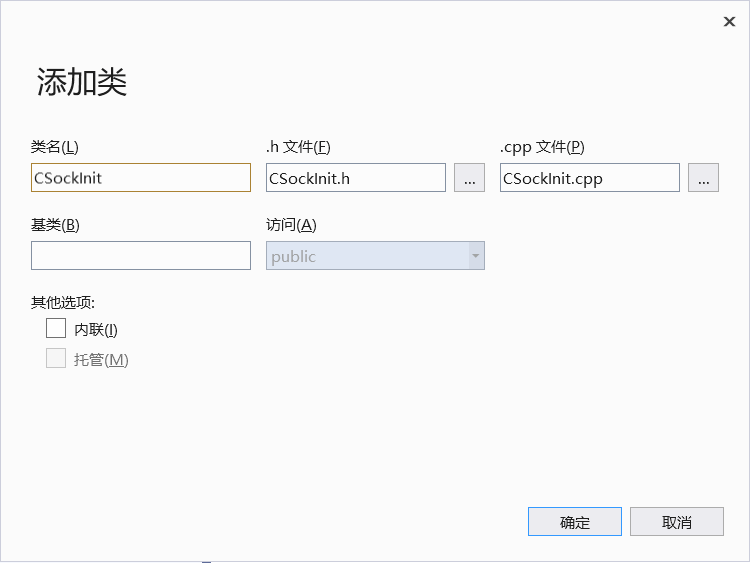 添加类
类名(L) .h 文件(F) .cpp 文件(P)
CSockInit CSockInit.h ... CSockInit.cpp ...
基类(B) 访问(A)
public
其他选项:
内联(I)
托管(M)
确定 取消